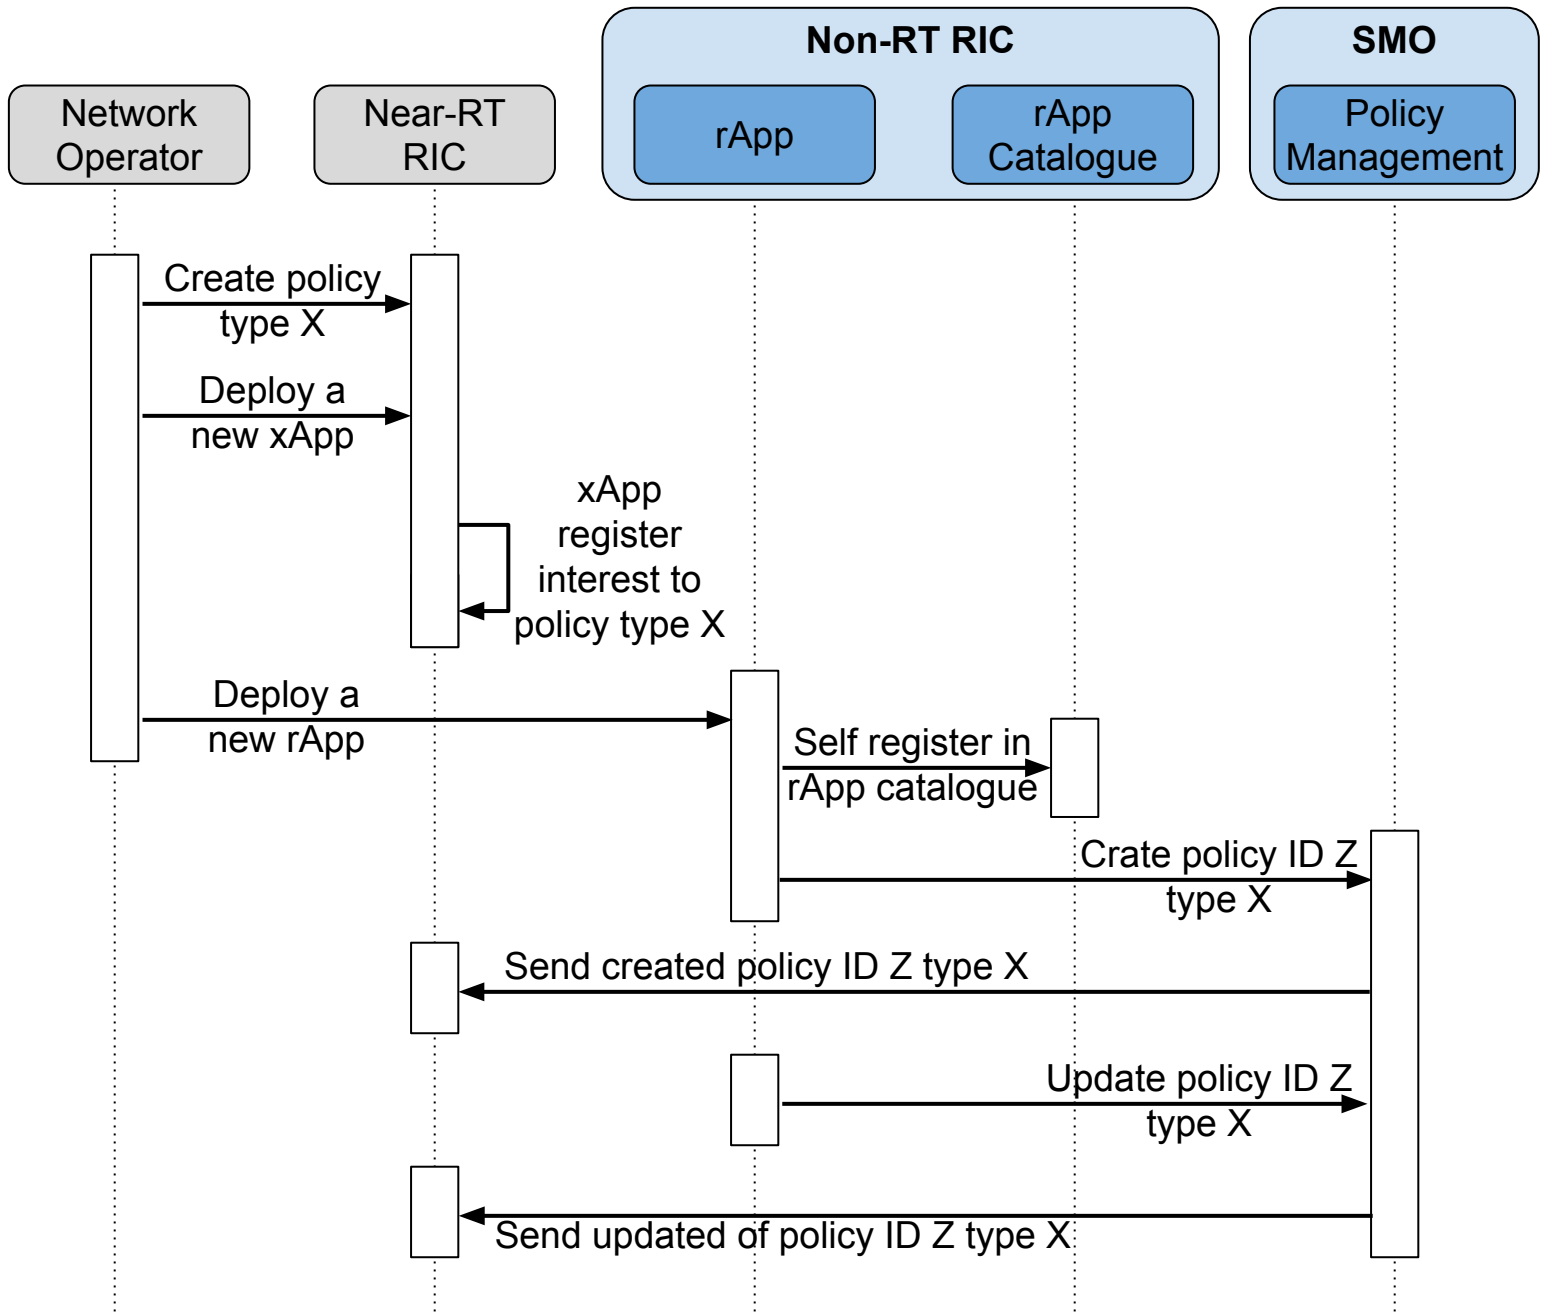 Non-RT RIC
SMO
Network
Operator
Near-RT
RIC
rApp
rApp
Catalogue
Policy
Management
Create policy
type X
Deploy a
new xApp
xApp
register
interest to
policy type X
Deploy a
new rApp
Self register in
rApp catalogue
Crate policy ID Z
type X
Send created policy ID Z type X
Update policy ID Z
type X
Send updated of policy ID Z type X